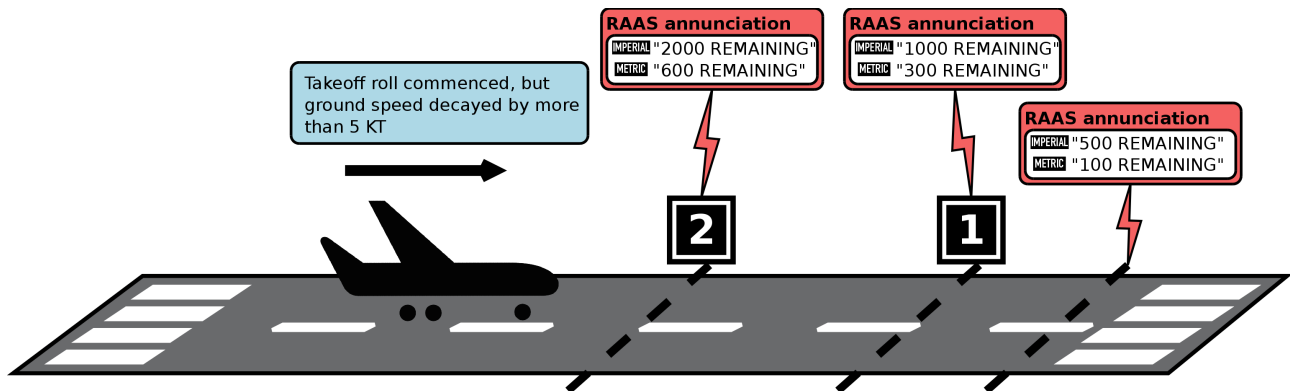 Takeoff roll commenced, but
ground speed decayed by more
than 5 KT
RAAS annunciation
IMPERIAL "2000 REMAINING"
METRIC "600 REMAINING"
RAAS annunciation
IMPERIAL "1000 REMAINING"
METRIC "300 REMAINING"
RAAS annunciation
IMPERIAL "500 REMAINING"
METRIC "100 REMAINING"
2
1